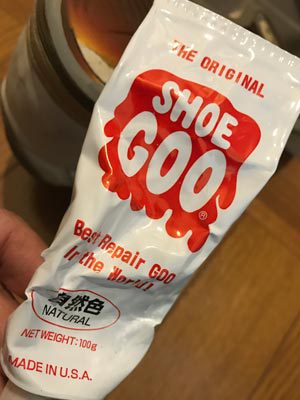 THE ORIGINAL
SHOE
GOO
®
Best Repair GOO
In the World!
自然色
NATURAL
NET WEIGHT: 100g
MADE IN U.S.A.